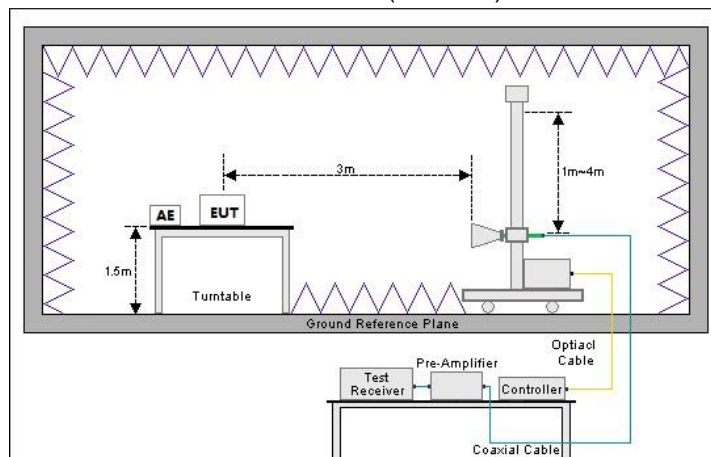 3m
1m~4m
AE
EUT
1.5m
Turntable
Ground Reference Plane
Optiacl
Cable
Pre-Amplifier
Test
Receiver
Controller
Coaxial Cable